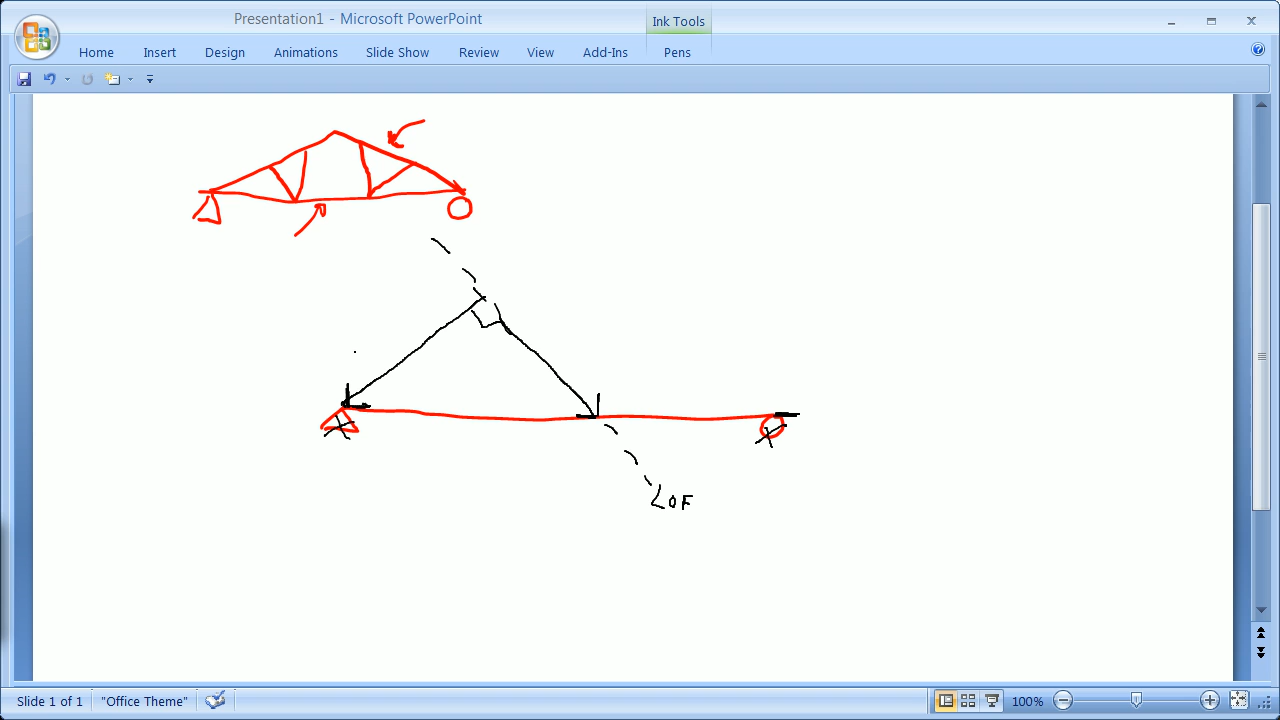 Presentation1 - Microsoft PowerPoint
Ink Tools
Home Insert Design Animations Slide Show Review View Add-Ins Pens
LOF
Slide 1 of 1 "Office Theme" 100%